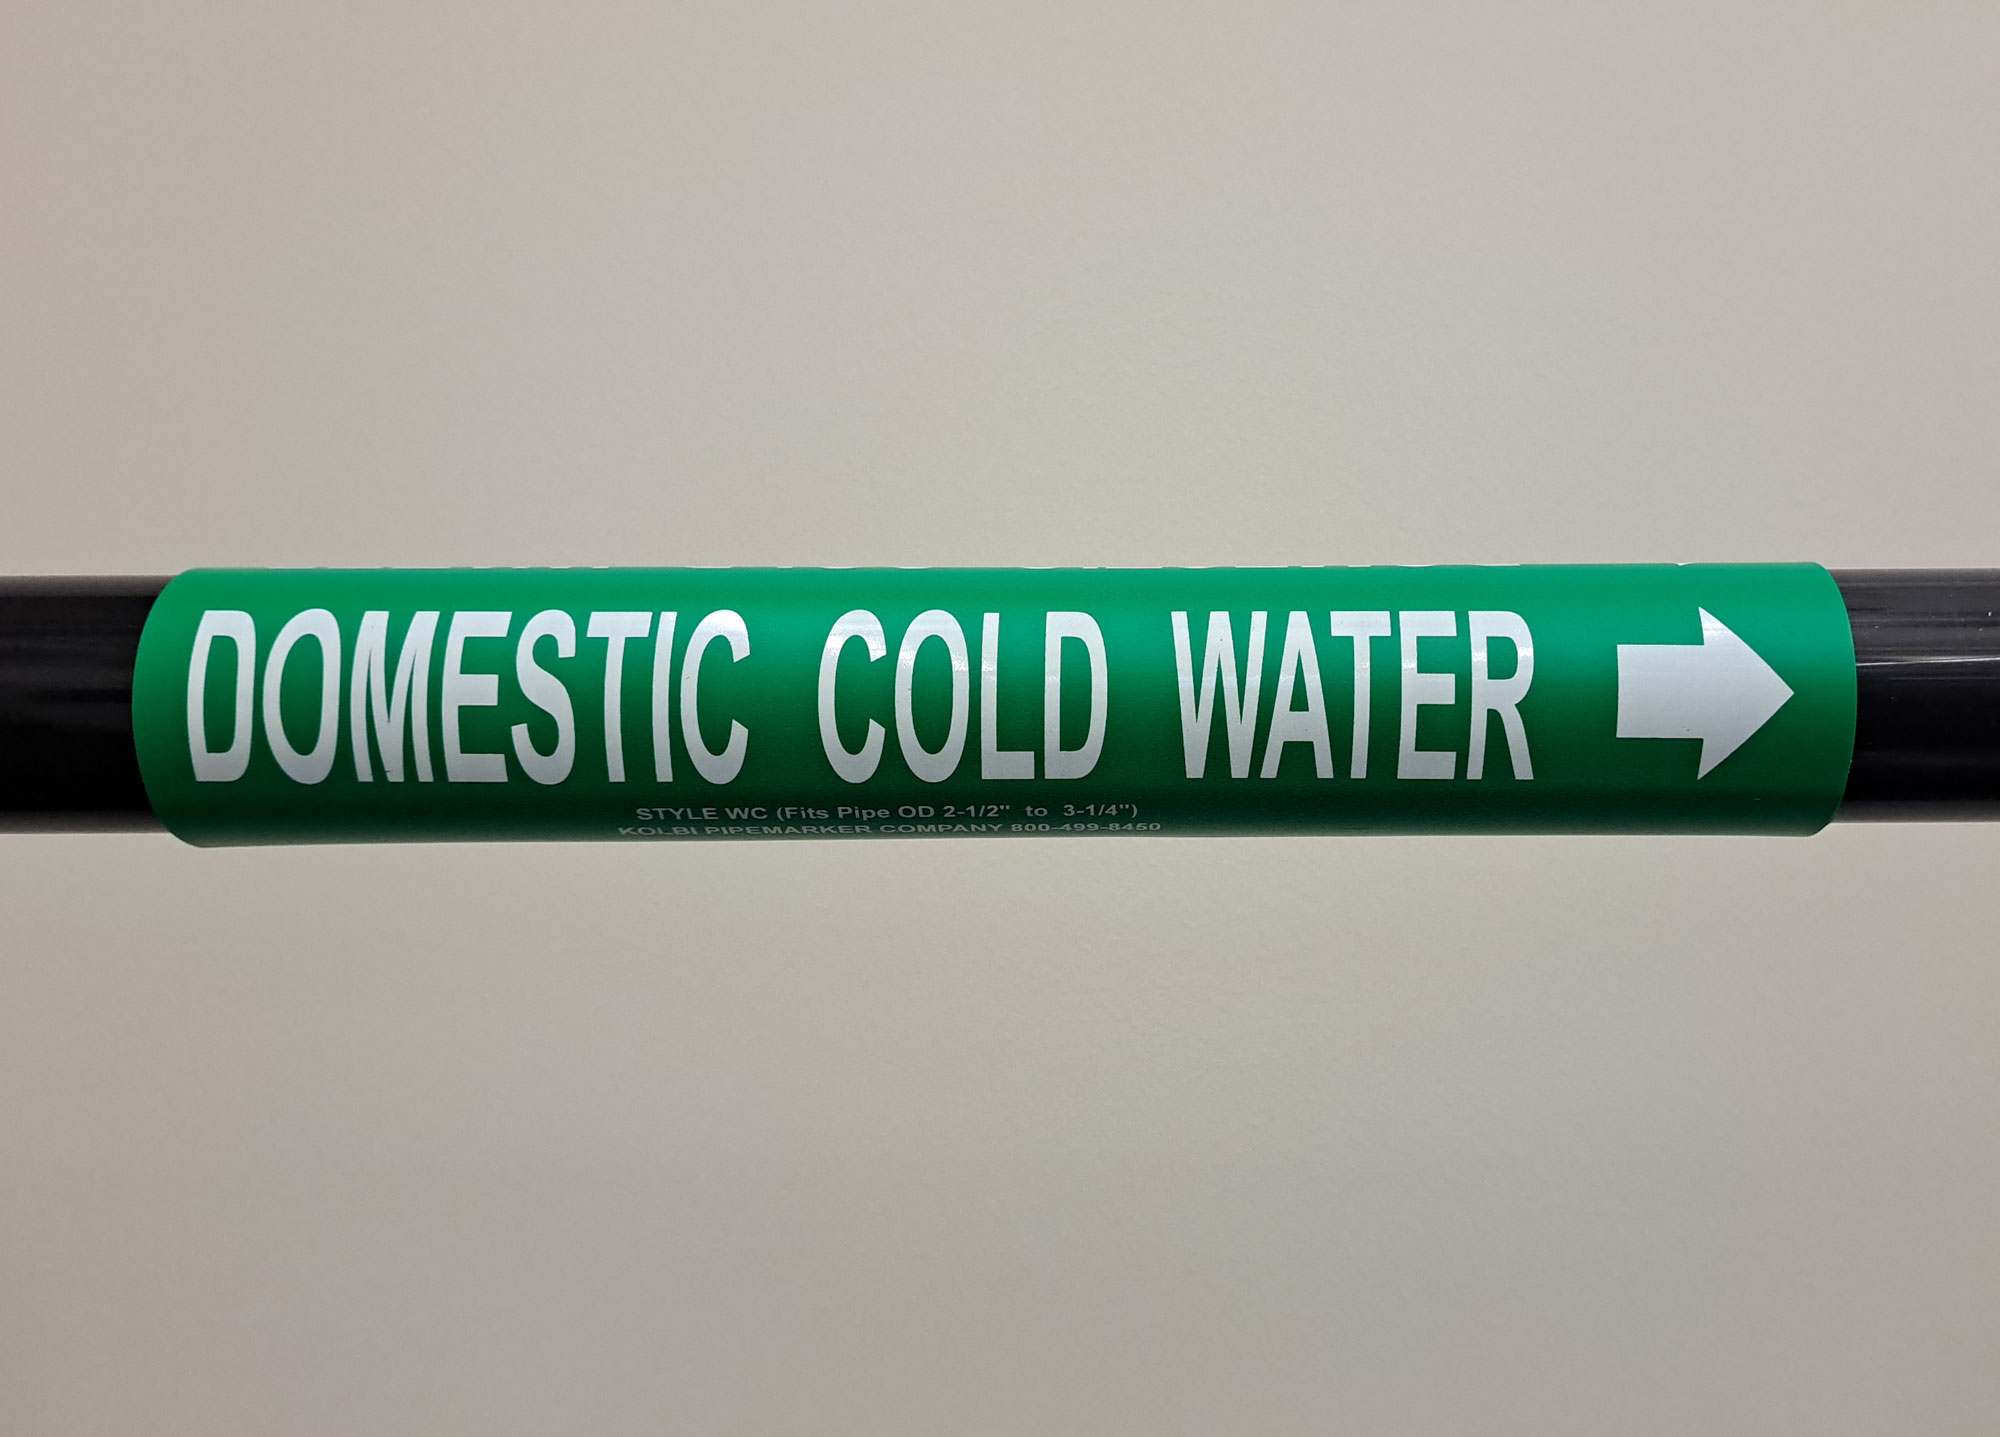 DOMESTIC COLD WATER
STYLE WC (Fits Pipe OD 2-1/2" to 3-1/4")
KOLBI PIPEMARKER COMPANY 800-499-8450